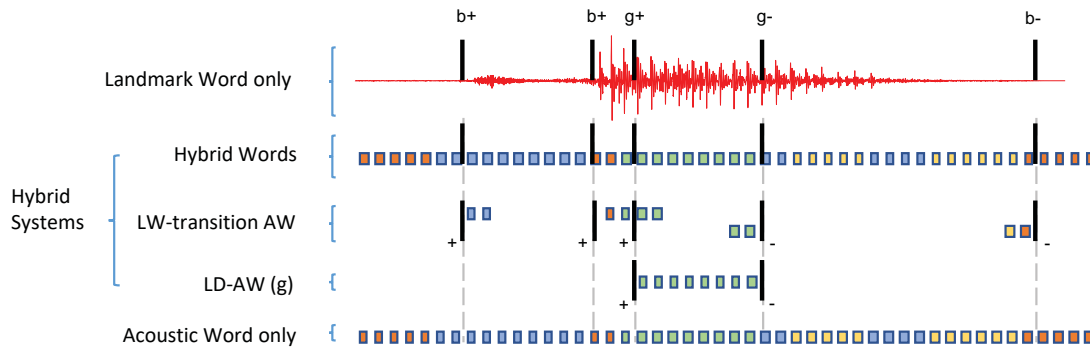 b+ b+ g+ g- b-
Landmark Word only
Hybrid Words
Hybrid
Systems
LW-transition AW
+ + + - -
LD-AW (g)
+ -
Acoustic Word only